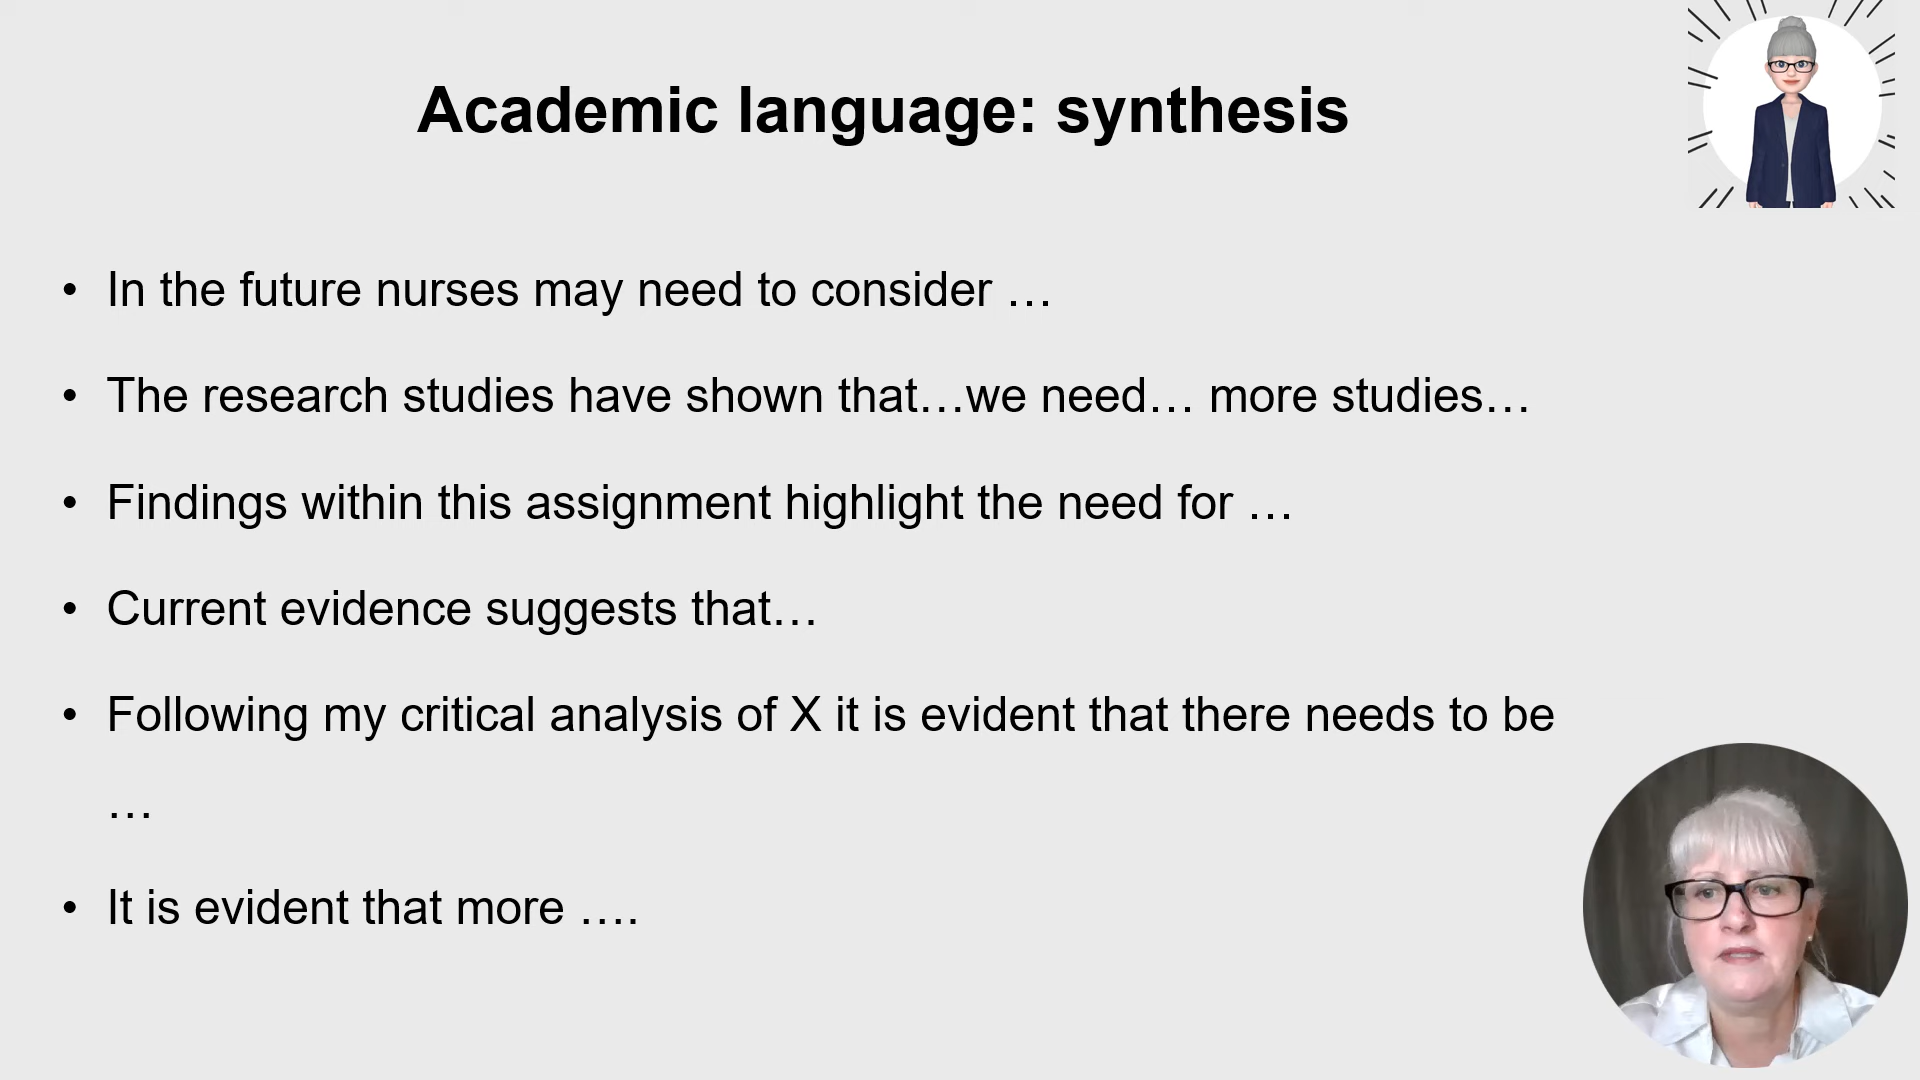 Academic language: synthesis
• In the future nurses may need to consider …
• The research studies have shown that…we need… more studies…
• Findings within this assignment highlight the need for …
• Current evidence suggests that…
• Following my critical analysis of X it is evident that there needs to be
…
• It is evident that more ….